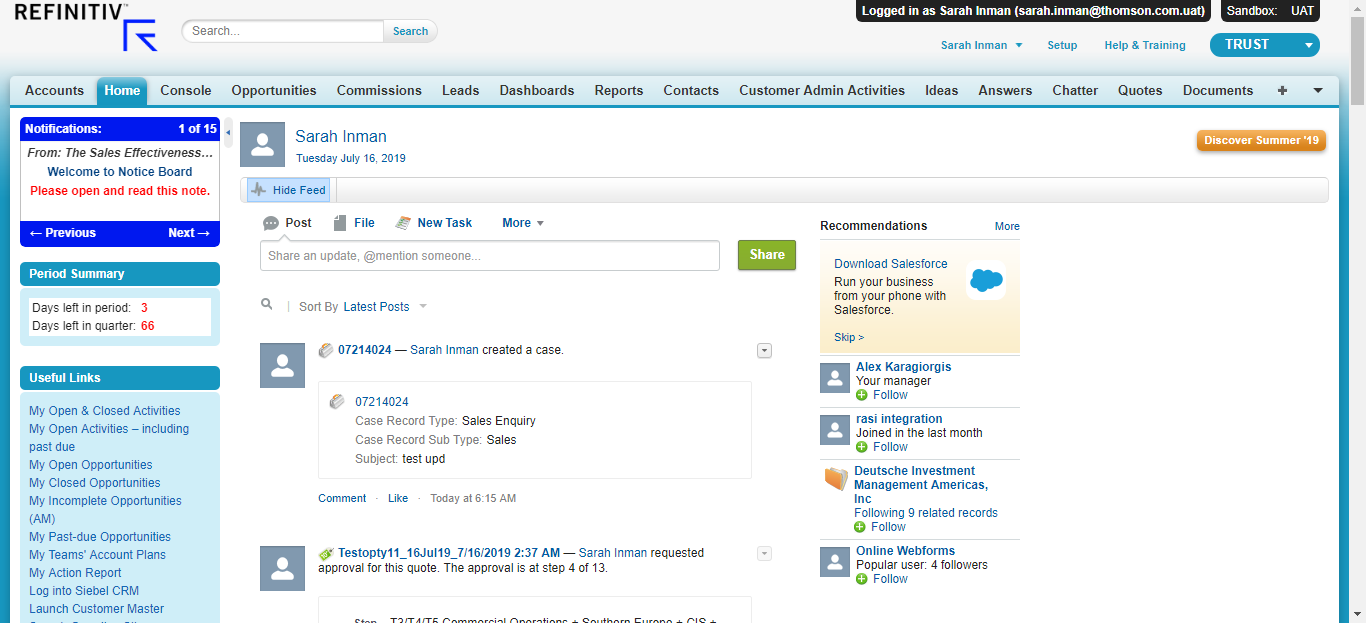 REFINITIV
Search...
Search
Logged in as Sarah Inman (sarah.inman@thomson.com.uat)
Sandbox: UAT
Sarah Inman
Setup
Help & Training
TRUST
Accounts
Home
Console
Opportunities
Commissions
Leads
Dashboards
Reports
Contacts
Customer Admin Activities
Ideas
Answers
Chatter
Quotes
Documents
+
Notifications: 1 of 15
From: The Sales Effectiveness...
Welcome to Notice Board
Please open and read this note.
← Previous Next →
Period Summary
Days left in period: 3
Days left in quarter: 66
Useful Links
My Open & Closed Activities
My Open Activities – including
past due
My Open Opportunities
My Closed Opportunities
My Incomplete Opportunities
(AM)
My Past-due Opportunities
My Teams' Account Plans
My Action Report
Log into Siebel CRM
Launch Customer Master
Sarah Inman
Tuesday July 16, 2019
Discover Summer '19
Hide Feed
Post
File
New Task
More
Share an update, @mention someone...
Share
Sort By Latest Posts
07214024 — Sarah Inman created a case.
07214024
Case Record Type: Sales Enquiry
Case Record Sub Type: Sales
Subject: test upd
Comment · Like · Today at 6:15 AM
Testopty11_16Jul19_7/16/2019 2:37 AM — Sarah Inman requested
approval for this quote. The approval is at step 4 of 13.
Step T3/T4/T5 Commercial Operations + Southern Europe + CIS +
Recommendations More
Download Salesforce
Run your business
from your phone with
Salesforce.
Skip >
Alex Karagiorgis
Your manager
Follow
rasi integration
Joined in the last month
Follow
Deutsche Investment
Management Americas,
Inc
Following 9 related records
Follow
Online Webforms
Popular user: 4 followers
Follow